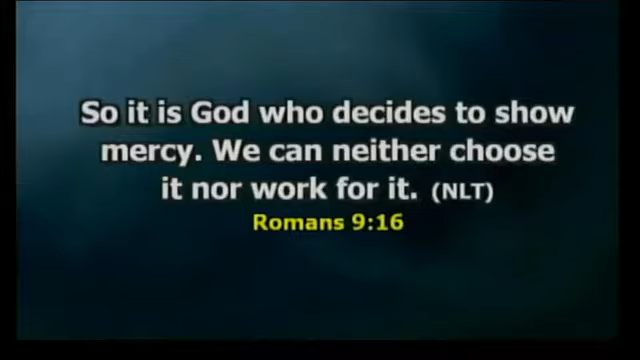 So it is God who decides to show
mercy. We can neither choose
it nor work for it. (NLT)
Romans 9:16